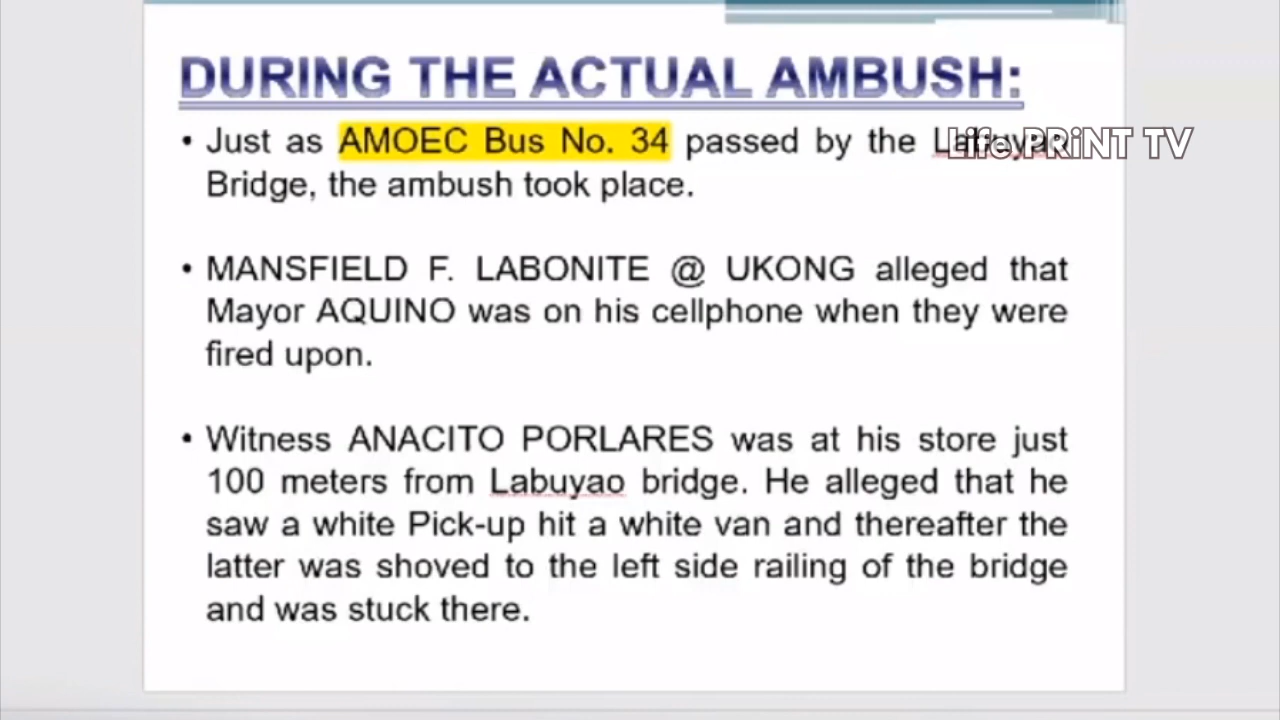 DURING THE ACTUAL AMBUSH:
• Just as AMOEC Bus No. 34 passed by the
Life PRiNT TV
Bridge, the ambush took place.
• MANSFIELD F. LABONITE @ UKONG alleged that
Mayor AQUINO was on his cellphone when they were
fired upon.
• Witness ANACITO PORLARES was at his store just
100 meters from Labuyao bridge. He alleged that he
saw a white Pick-up hit a white van and thereafter the
latter was shoved to the left side railing of the bridge
and was stuck there.